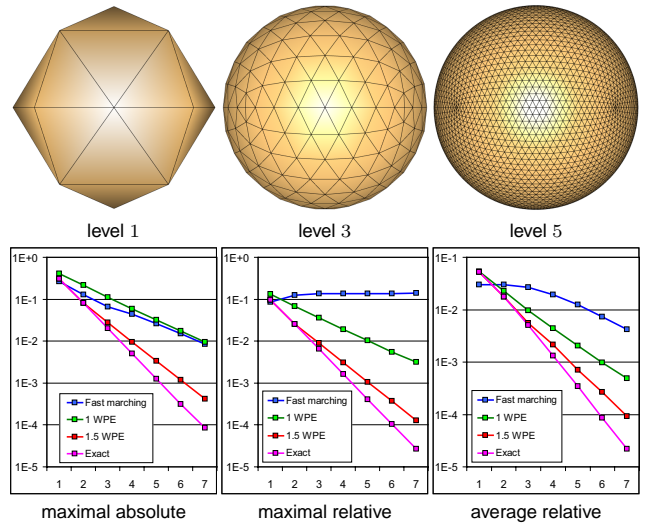 level 1
level 3
level 5
1E+0
1E-1
1E-2
1E-3
1E-4
1E-5
Fast marching
1 WPE
1.5 WPE
Exact
1 2 3 4 5 6 7
maximal absolute
1E+0
1E-1
1E-2
1E-3
1E-4
1E-5
Fast marching
1 WPE
1.5 WPE
Exact
1 2 3 4 5 6 7
maximal relative
1E-1
1E-2
1E-3
1E-4
1E-5
Fast marching
1 WPE
1.5 WPE
Exact
1 2 3 4 5 6 7
average relative